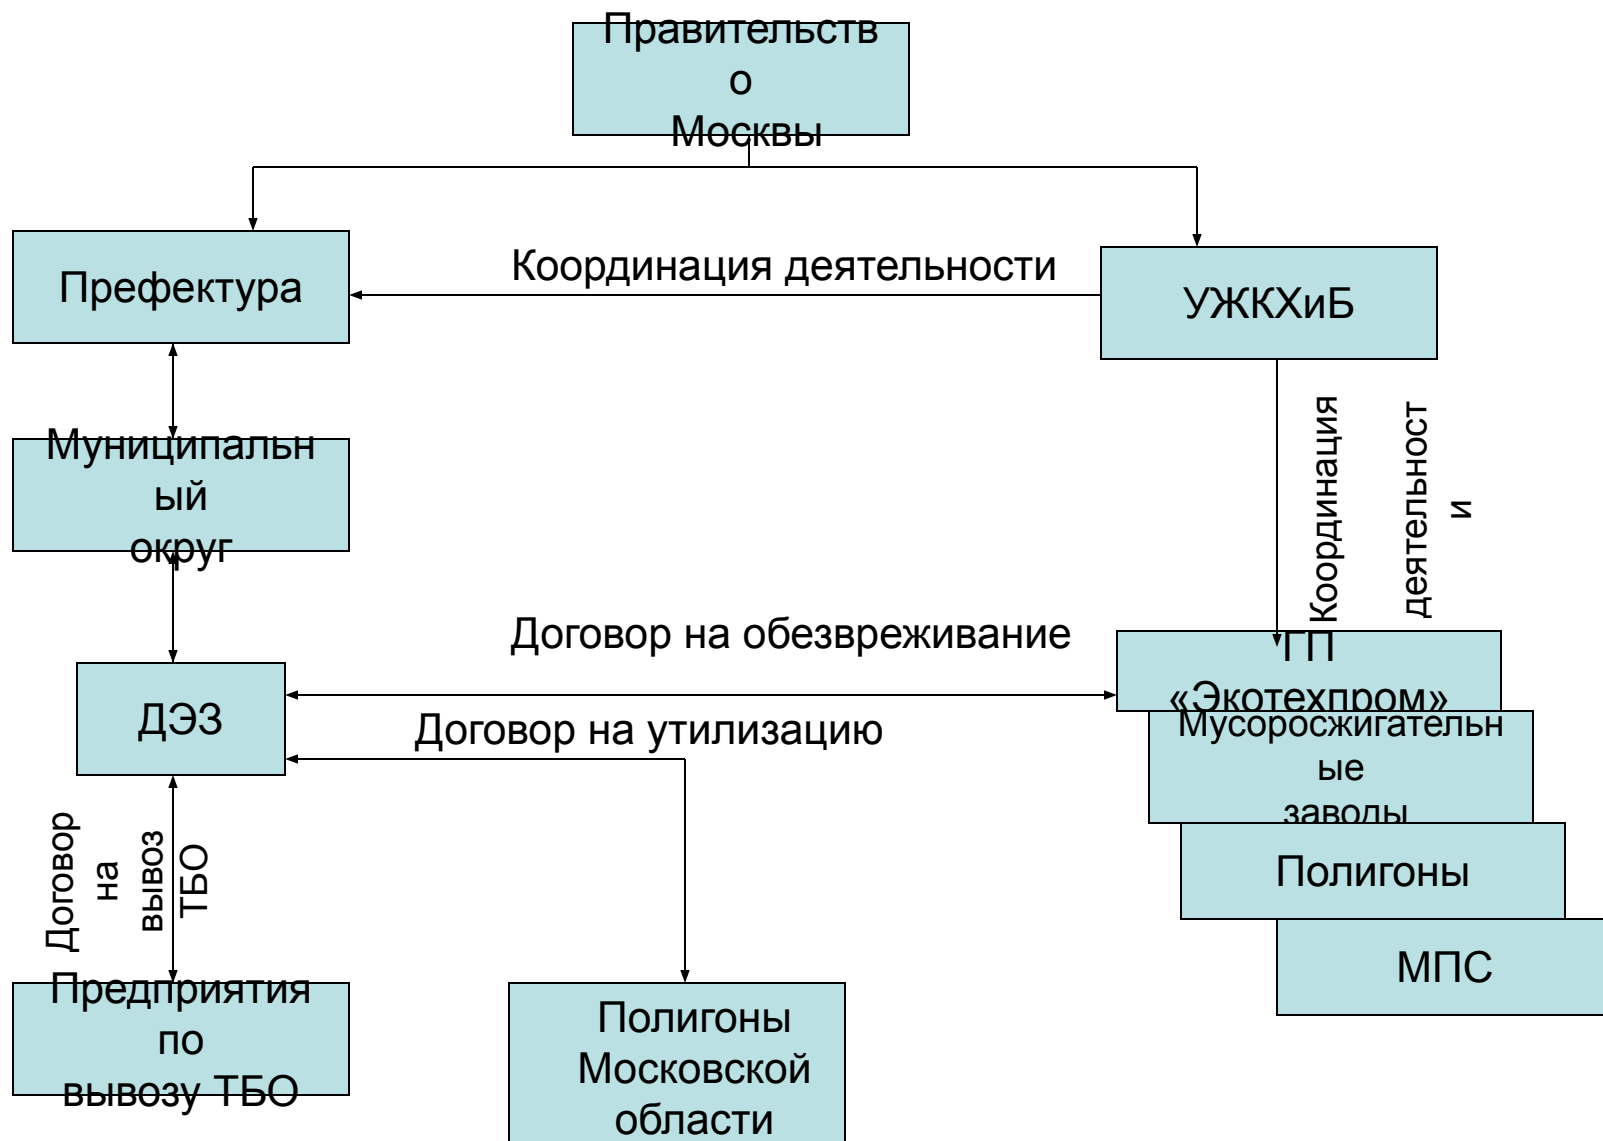 Правительств
о
Москвы
Префектура
Координация деятельности
УЖКХиБ
Координация
деятельност
и
Муниципальн
ый
округ
Договор на обезвреживание
ГП
«Экотехпром»
ДЭЗ
Договор на утилизацию
Мусоросжигательн
ые
заводы
Договор
на
вывоз
ТБО
Полигоны
МПС
Предприятия
по
вывозу ТБО
Полигоны
Московской
области